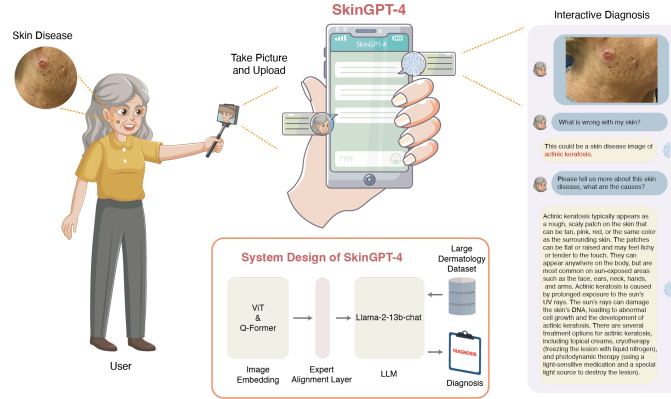 SkinGPT-4
Interactive Diagnosis
Skin Disease
Take Picture
and Upload
SkinGPT-4
TYPE
User
What is wrong with my skin?
This could be a skin disease image of
actinic keratosis.
Please tell us more about this skin
disease, what are the causes?
Actinic keratosis typically appears as
a rough, scaly patch on the skin
that can be tan, pink, red, or the same color
as the surrounding skin. The patches
can be flat or raised and may feel itchy
or tender to the touch. They can
appear anywhere on the body, but are
most common on sun-exposed areas
such as the face, ears, neck, hands,
and arms. Actinic keratosis is caused
by prolonged exposure to the sun's
UV rays. The sun's rays can damage
the skin's DNA, leading to abnormal
cell growth and the development of
actinic keratosis. There are several
treatment options for actinic keratosis,
including topical creams, cryotherapy
(freezing the lesion with liquid nitrogen),
and photodynamic therapy (using a
light-sensitive medication and a special
light source to destroy the lesion).
System Design of SkinGPT-4
Large
Dermatology
Dataset
ViT
&
Q-Former
Llama-2-13b-chat
DIAGNOSIS
Image
Embedding
Expert
Alignment Layer
LLM
Diagnosis